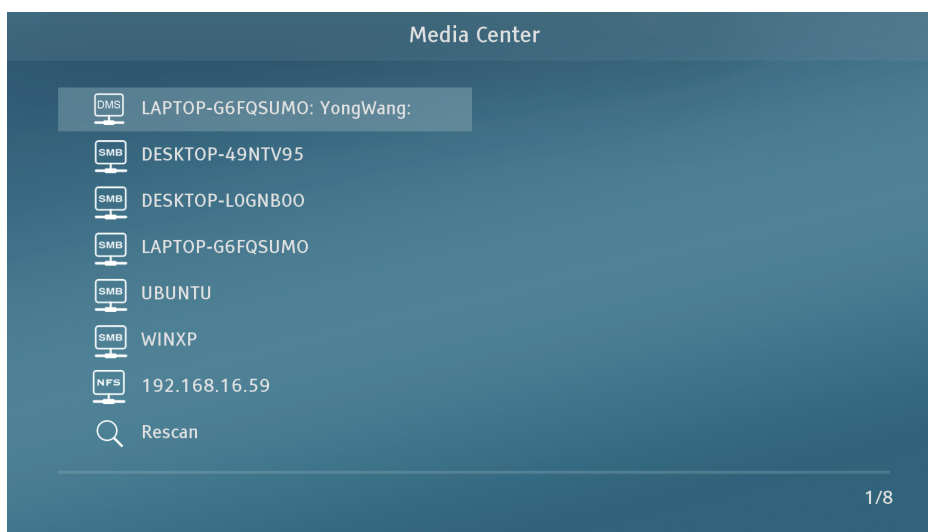 Media Center
DMS LAPTOP-G6FQSUMO: YongWang:
SMB DESKTOP-49NTV95
SMB DESKTOP-L0GNB0O
SMB LAPTOP-G6FQSUMO
SMB UBUNTU
SMB WINXP
NFS 192.168.16.59
Rescan
1/8